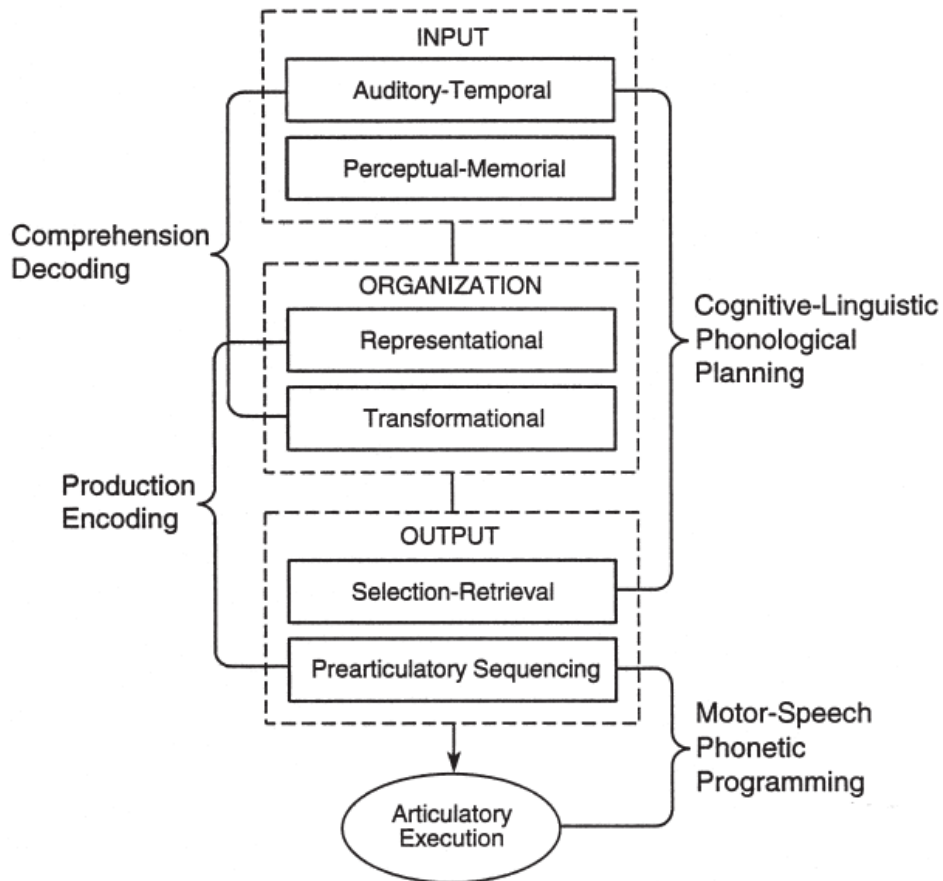 INPUT
Auditory-Temporal
Perceptual-Memorial
Comprehension
Decoding
ORGANIZATION
Representational
Transformational
Cognitive-Linguistic
Phonological
Planning
Production
Encoding
OUTPUT
Selection-Retrieval
Prearticulatory Sequencing
Motor-Speech
Phonetic
Programming
Articulatory
Execution